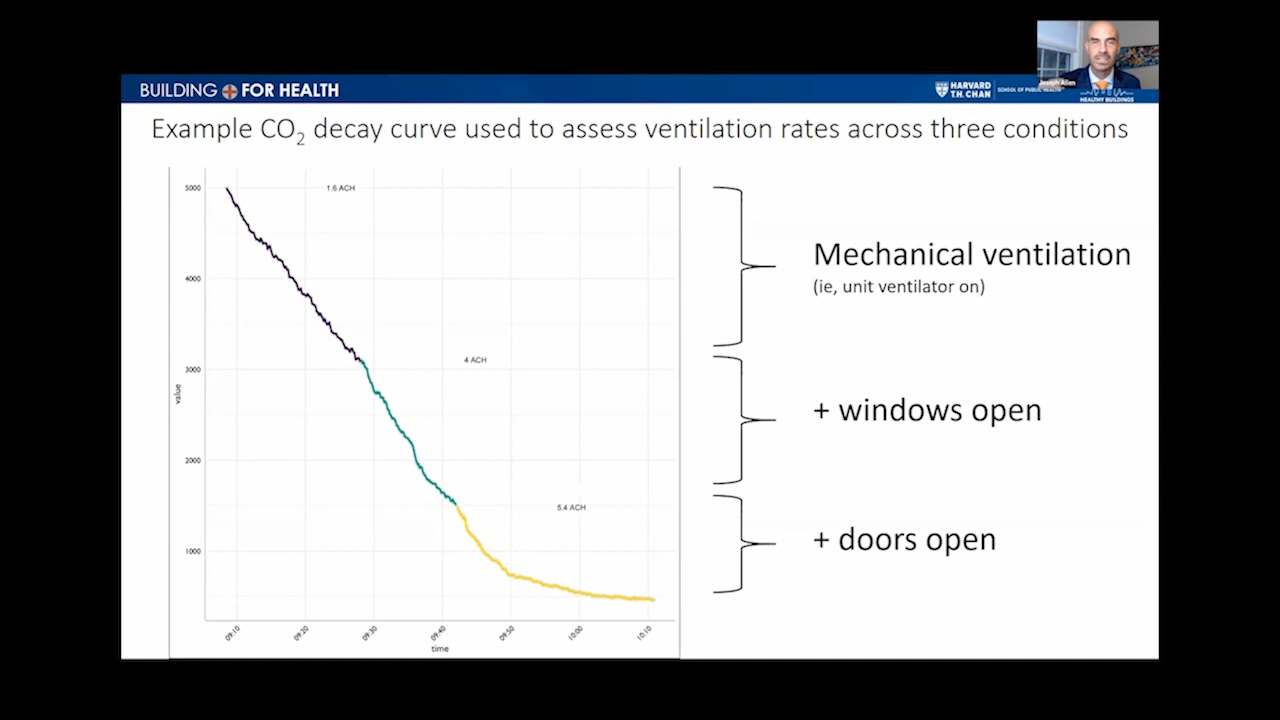 Joseph Allen
BUILDING FOR HEALTH
HARVARD
T.H. CHAN
SCHOOL OF PUBLIC HEALTH
HEALTHY BUILDINGS
Example CO2 decay curve used to assess ventilation rates across three conditions
5000
4000
3000
2000
1000
value
1.6 ACH
4 ACH
5.4 ACH
09:10
09:20
09:30
09:40
09:50
10:00
10:10
time
Mechanical ventilation
(ie, unit ventilator on)
+ windows open
+ doors open